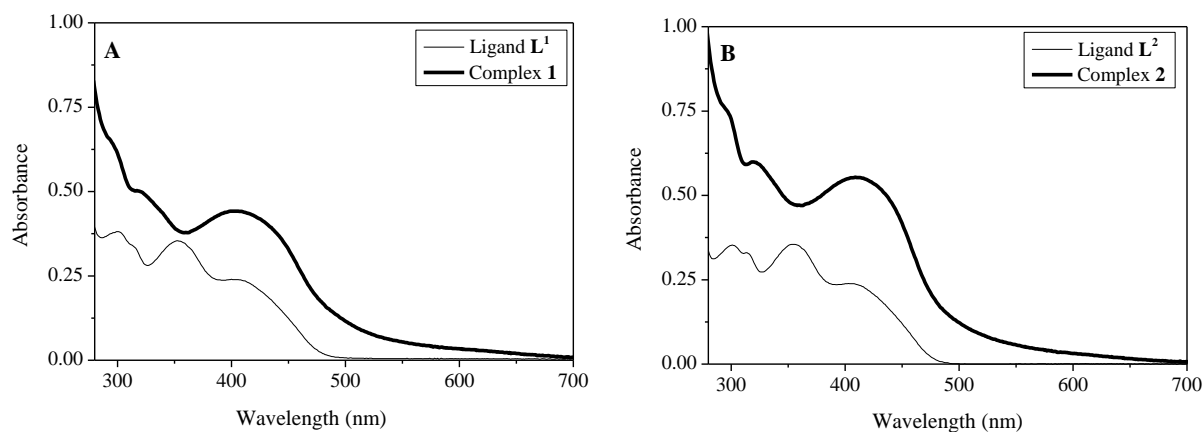 A
Ligand L¹
Complex 1
1.00
0.75
0.50
0.25
0.00
Absorbance
300 400 500 600 700
Wavelength (nm)
B
Ligand L²
Complex 2
1.00
0.75
0.50
0.25
0.00
Absorbance
300 400 500 600 700
Wavelength (nm)